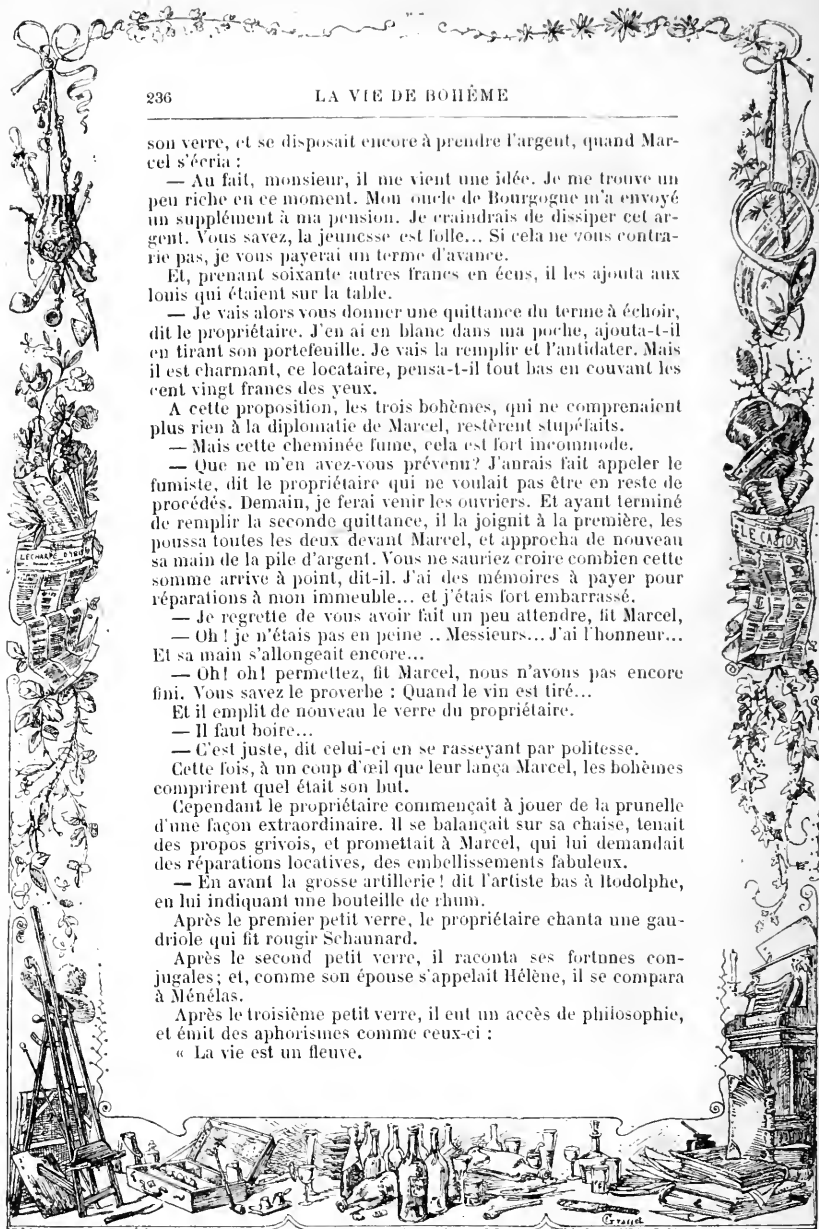 236 LA VIE DE BOHÊME
son verre, et se disposait encore à prendre l'argent, quand Mar-
cel s'écria :
— Au fait, monsieur, il me vient une idée. Je me trouve un
peu riche en ce moment. Mon oncle de Bourgogne m'a envoyé
un supplément à ma pension. Je craindrais de dissiper cet ar-
gent. Vous savez, la jeunesse est folle... Si cela ne vous contra-
rie pas, je vous payerai un terme d'avance.
Et, prenant soixante autres francs en écus, il les ajouta aux
louis qui étaient sur la table.
— Je vais alors vous donner une quittance du terme à échoir,
dit le propriétaire. J'en ai en blanc dans ma poche, ajouta-t-il
en tirant son portefeuille. Je vais la remplir et l'antidater. Mais
il est charmant, ce locataire, pensa-t-il tout bas en couvant les
cent vingt francs des yeux.
A cette proposition, les trois bohèmes, qui ne comprenaient
plus rien à la diplomatie de Marcel, restèrent stupéfaits.
— Mais cette cheminée fume, cela est fort incommode.
— Que ne m'en avez-vous prévenu? J'aurais fait appeler le
fumiste, dit le propriétaire qui ne voulait pas être en reste de
procédés. Demain, je ferai venir les ouvriers. Et ayant terminé
de remplir la seconde quittance, il la joignit à la première, les
poussa toutes les deux devant Marcel, et approcha de nouveau
sa main de la pile d'argent. Vous ne sauriez croire combien cette
somme arrive à point, dit-il. J'ai des mémoires à payer pour
réparations à mon immeuble... et j'étais fort embarrassé.
— Je regrette de vous avoir fait un peu attendre, fit Marcel,
— Oh ! je n'étais pas en peine .. Messieurs... J'ai l'honneur...
Et sa main s'allongeait encore...
— Oh! oh! permettez, fit Marcel, nous n'avons pas encore
fini. Vous savez le proverbe : Quand le vin est tiré...
Et il emplit de nouveau le verre du propriétaire.
— Il faut boire...
— C'est juste, dit celui-ci en se rasseyant par politesse.
Cette fois, à un coup d'œil que leur lança Marcel, les bohèmes
comprirent quel était son but.
Cependant le propriétaire commençait à jouer de la prunelle
d'une façon extraordinaire. Il se balançait sur sa chaise, tenait
des propos grivois, et promettait à Marcel, qui lui demandait
des réparations locatives, des embellissements fabuleux.
— En avant la grosse artillerie ! dit l'artiste bas à Rodolphe,
en lui indiquant une bouteille de rhum.
Après le premier petit verre, le propriétaire chanta une gau-
driole qui fit rougir Schaunard.
Après le second petit verre, il raconta ses fortunes con-
jugales ; et, comme son épouse s'appelait Hélène, il se compara
à Ménélas.
Après le troisième petit verre, il eut un accès de philosophie,
et émit des aphorismes comme ceux-ci :
« La vie est un fleuve.
L'ECHARPE D'IRIS
LE CASTOR